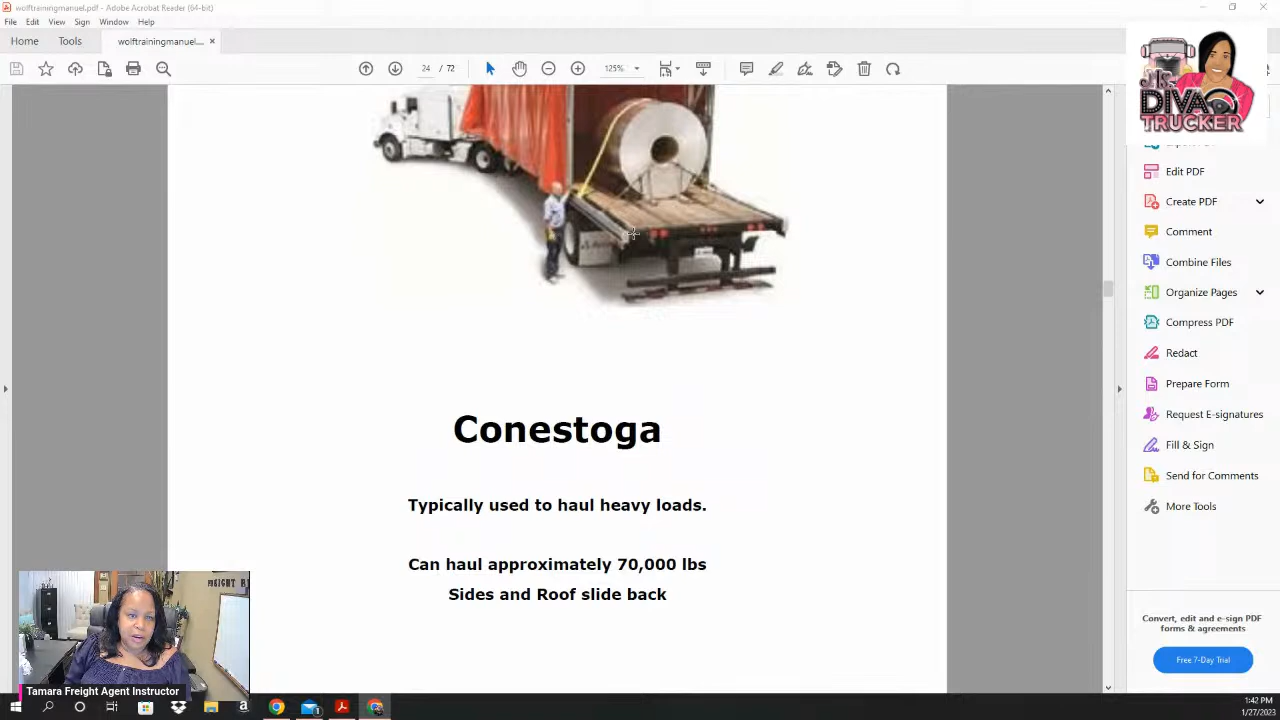 wolftrainingmanuel.pdf - Adobe Acrobat Reader (64-bit)
File Edit View Sign Window Help
Home Tools wolftrainingmanuel...
24 / 72 125%
Ms.
DIVA
TRUCKER
Edit PDF
Create PDF
Comment
Combine Files
Organize Pages
Compress PDF
Redact
Prepare Form
Request E-signatures
Fill & Sign
Send for Comments
More Tools
Conestoga
Typically used to haul heavy loads.
Can haul approximately 70,000 lbs
Sides and Roof slide back
Convert, edit and e-sign PDF
forms & agreements
Free 7-Day Trial
Tamara Freight Agent Instructor
1:42 PM
1/27/2023